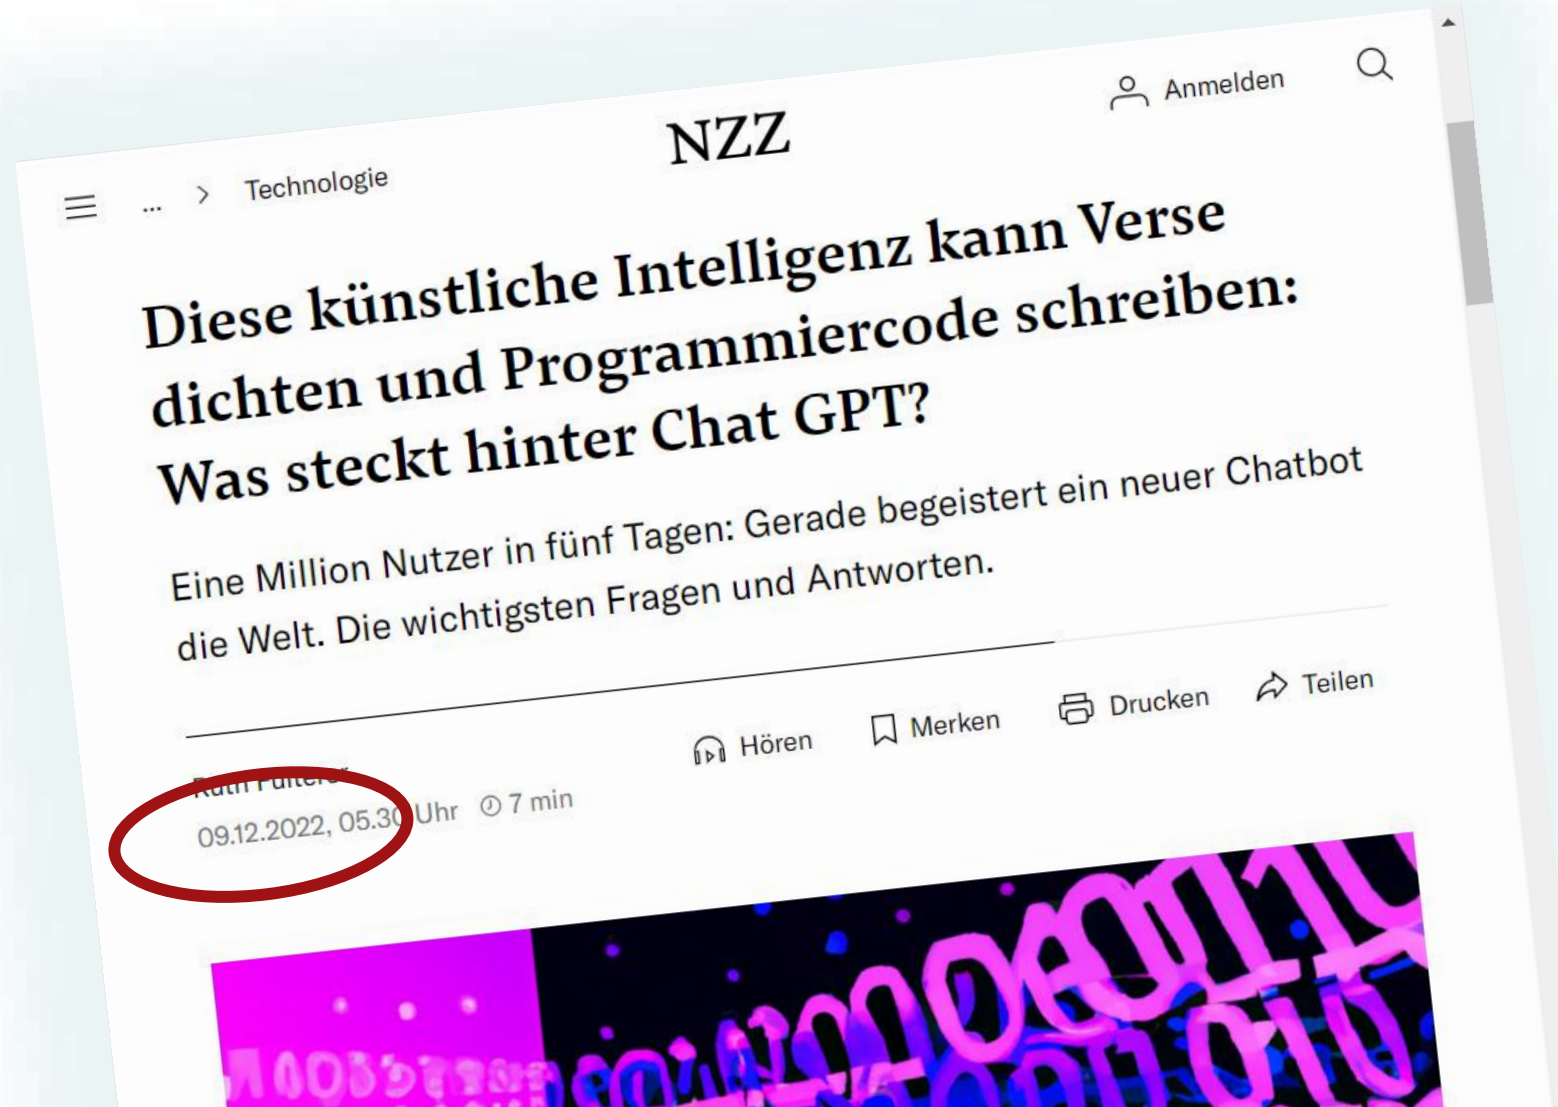 NZZ
Anmelden
... > Technologie
Diese künstliche Intelligenz kann Verse
dichten und Programmiercode schreiben:
Was steckt hinter Chat GPT?
Eine Million Nutzer in fünf Tagen: Gerade begeistert ein neuer Chatbot
die Welt. Die wichtigsten Fragen und Antworten.
Hören Merken Drucken Teilen
Ruth Fulterer
09.12.2022, 05.30 Uhr 7 min